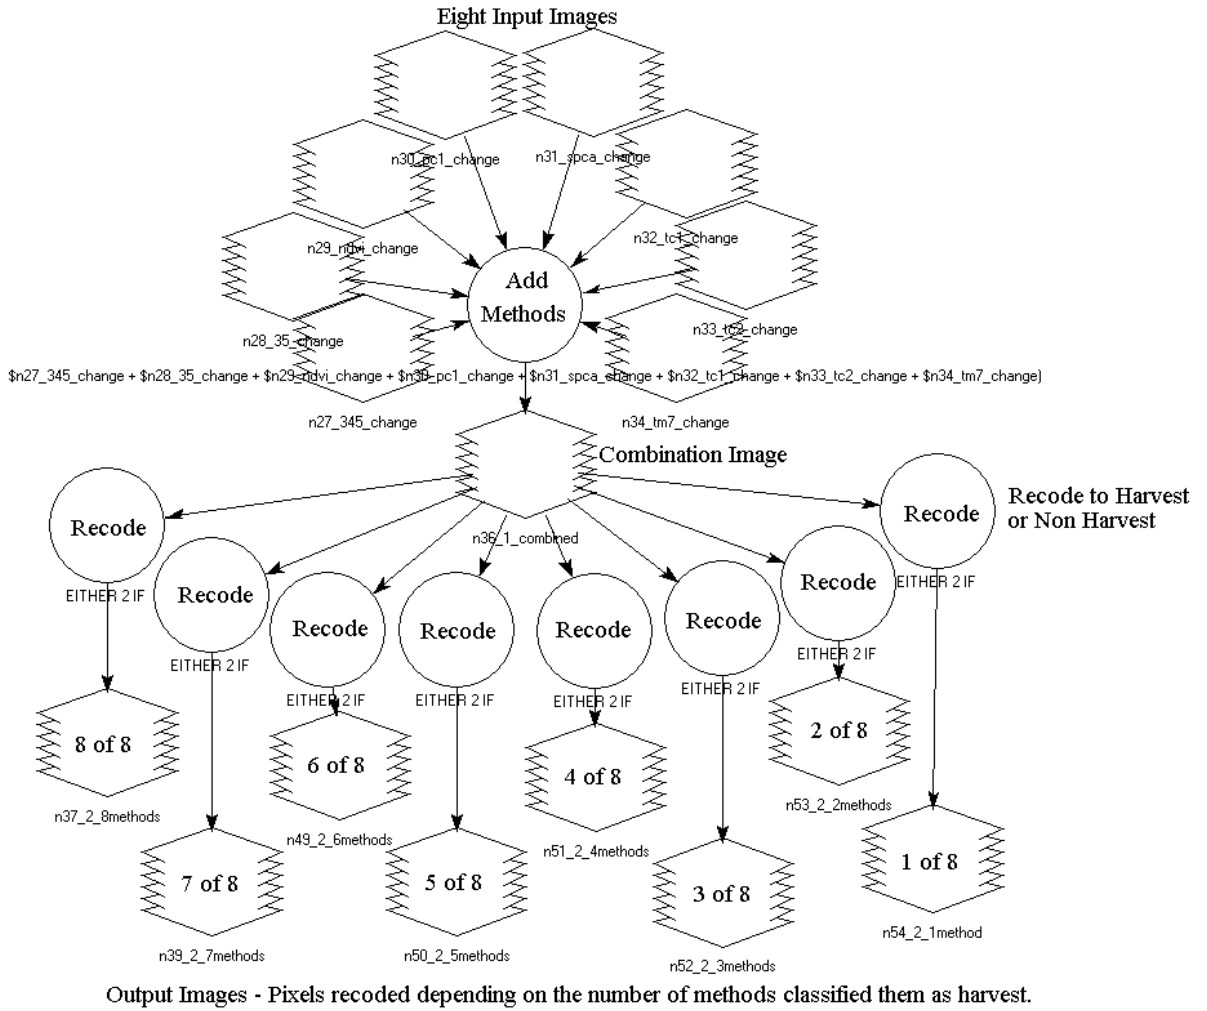 Eight Input Images
n30_pc1_change
n31_spca_change
n29_ndvi_change
n32_tc1_change
Add
Methods
n28_35_change
n33_tc2_change
$n27_345_change + $n28_35_change + $n29_ndvi_change + $n30_pc1_change + $n31_spca_change + $n32_tc1_change + $n33_tc2_change + $n34_tm7_change)
n27_345_change
n34_tm7_change
Combination Image
Recode to Harvest
or Non Harvest
n36_1_combined
Recode
Recode
Recode
Recode
Recode
Recode
Recode
Recode
EITHER 2 IF
EITHER 2 IF
EITHER 2 IF
EITHER 2 IF
EITHER 2 IF
EITHER 2 IF
EITHER 2 IF
EITHER 2 IF
8 of 8
n37_2_8methods
7 of 8
n39_2_7methods
6 of 8
n49_2_6methods
5 of 8
n50_2_5methods
4 of 8
n51_2_4methods
3 of 8
n52_2_3methods
2 of 8
n53_2_2methods
1 of 8
n54_2_1method
Output Images - Pixels recoded depending on the number of methods classified them as harvest.